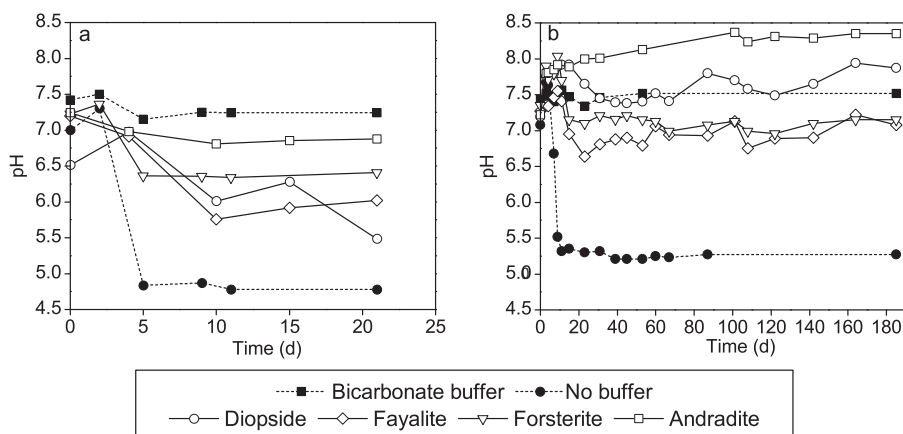 a
8.5
8.0
7.5
7.0
6.5
6.0
5.5
5.0
4.5
pH
0 5 10 15 20 25
Time (d)
b
8.5
8.0
7.5
7.0
6.5
6.0
5.5
5.0
4.5
pH
0 20 40 60 80 100 120 140 160 180
Time (d)
Bicarbonate buffer No buffer
Diopside Fayalite Forsterite Andradite